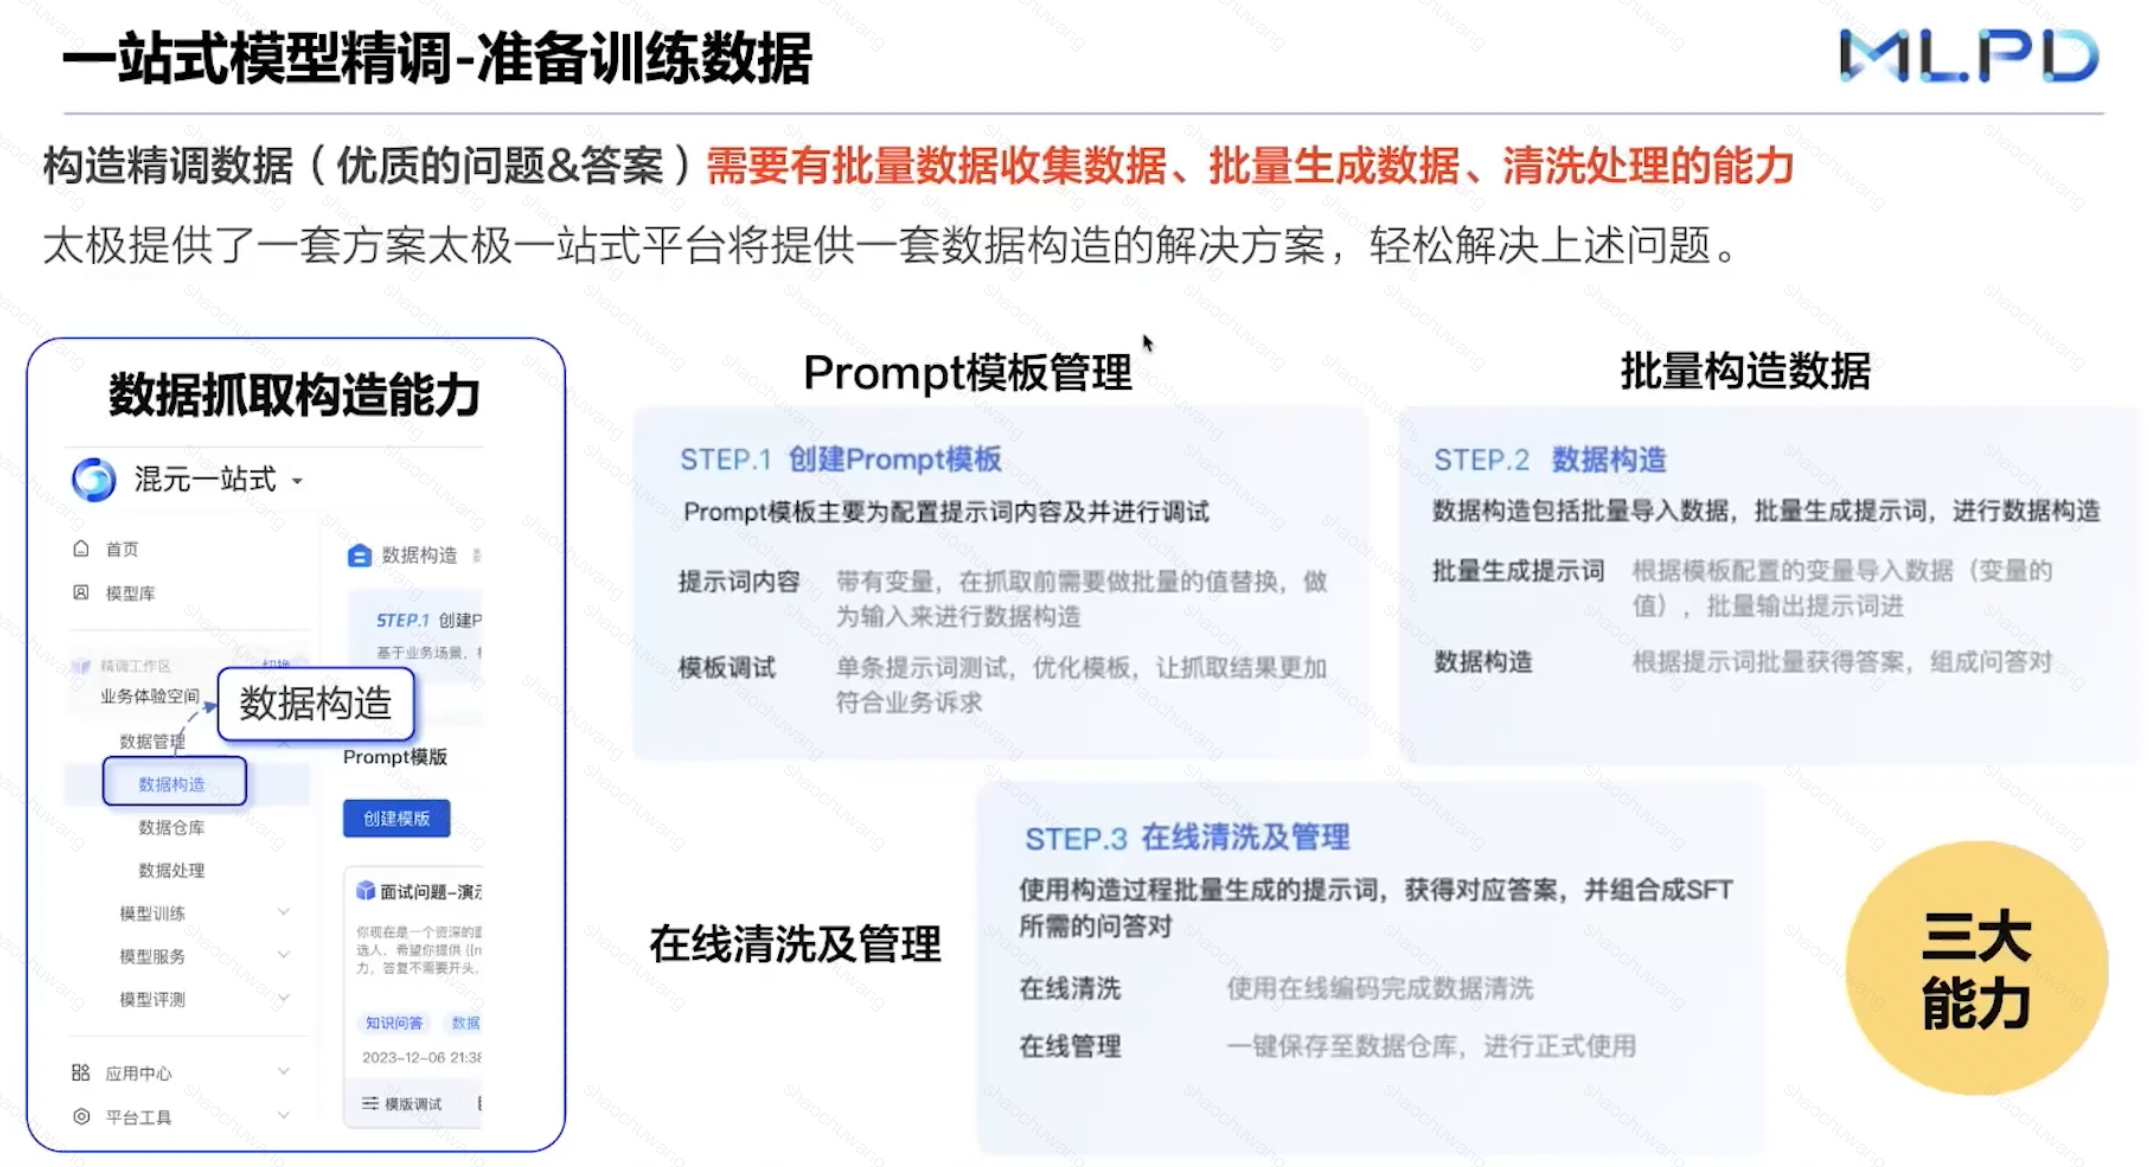 一站式模型精调-准备训练数据
MLPD
构造精调数据（优质的问题&答案）需要有批量数据收集数据、批量生成数据、清洗处理的能力
太极提供了一套方案太极一站式平台将提供一套数据构造的解决方案，轻松解决上述问题。
数据抓取构造能力
混元一站式
首页
模型库
精调工作区
切换
业务体验空间
数据管理
数据构造
数据构造
数据仓库
数据处理
模型训练
模型服务
模型评测
应用中心
平台工具
数据构造
STEP.1 创建P
基于业务场景，
Prompt模版
创建模版
面试问题-演示
你现在是一个资深的面
选人，希望你提供 {{in
力，答复不需要开头，
知识问答 数据
2023-12-06 21:38
模版调试
Prompt模板管理
STEP.1 创建Prompt模板
Prompt模板主要为配置提示词内容及并进行调试
提示词内容 带有变量，在抓取前需要做批量的值替换，做
为输入来进行数据构造
模板调试 单条提示词测试，优化模板，让抓取结果更加
符合业务诉求
批量构造数据
STEP.2 数据构造
数据构造包括批量导入数据，批量生成提示词，进行数据构造
批量生成提示词 根据模板配置的变量导入数据（变量的
值），批量输出提示词进
数据构造 根据提示词批量获得答案，组成问答对
在线清洗及管理
STEP.3 在线清洗及管理
使用构造过程批量生成的提示词，获得对应答案，并组合成SFT
所需的问答对
在线清洗 使用在线编码完成数据清洗
在线管理 一键保存至数据仓库，进行正式使用
三大
能力
shaochuwang